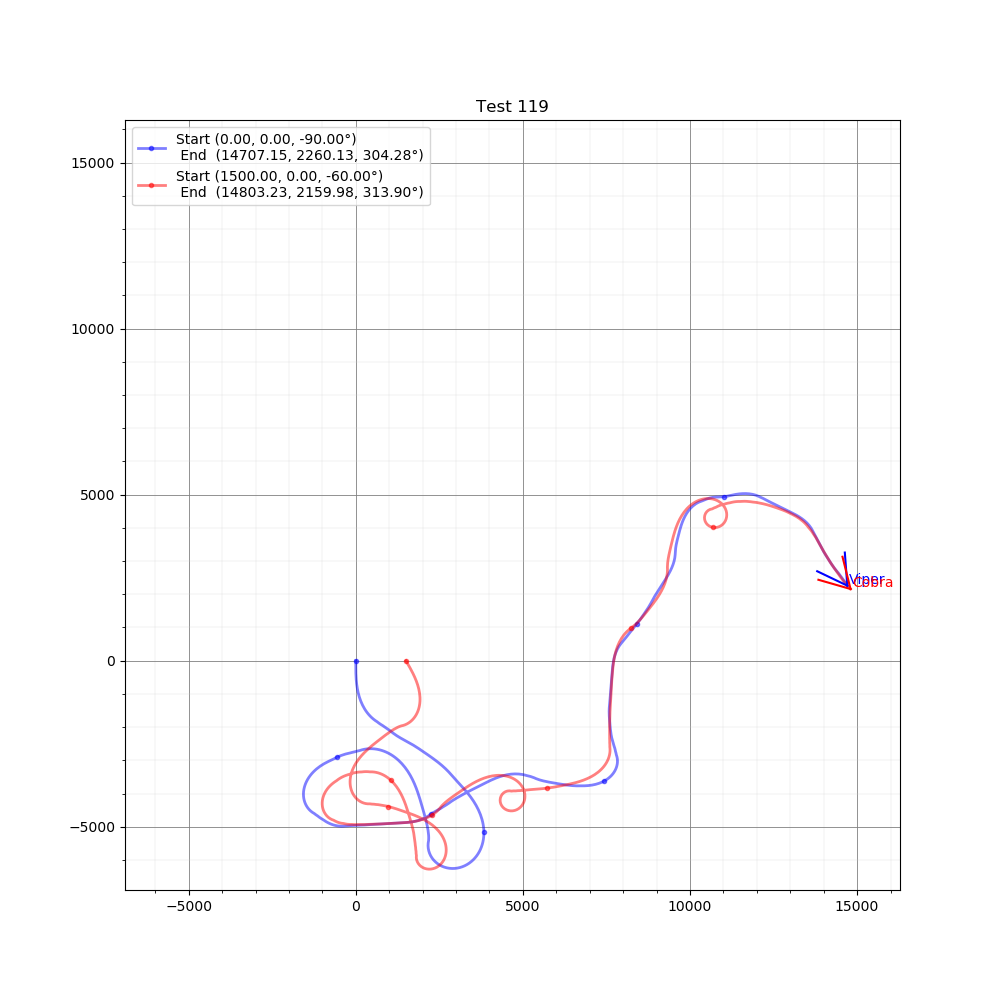 Test 119
Start (0.00, 0.00, -90.00°)
End  (14707.15, 2260.13, 304.28°)
Start (1500.00, 0.00, -60.00°)
End  (14803.23, 2159.98, 313.90°)
15000
10000
5000
0
−5000
Viper
Cobra
−5000
0
5000
10000
15000